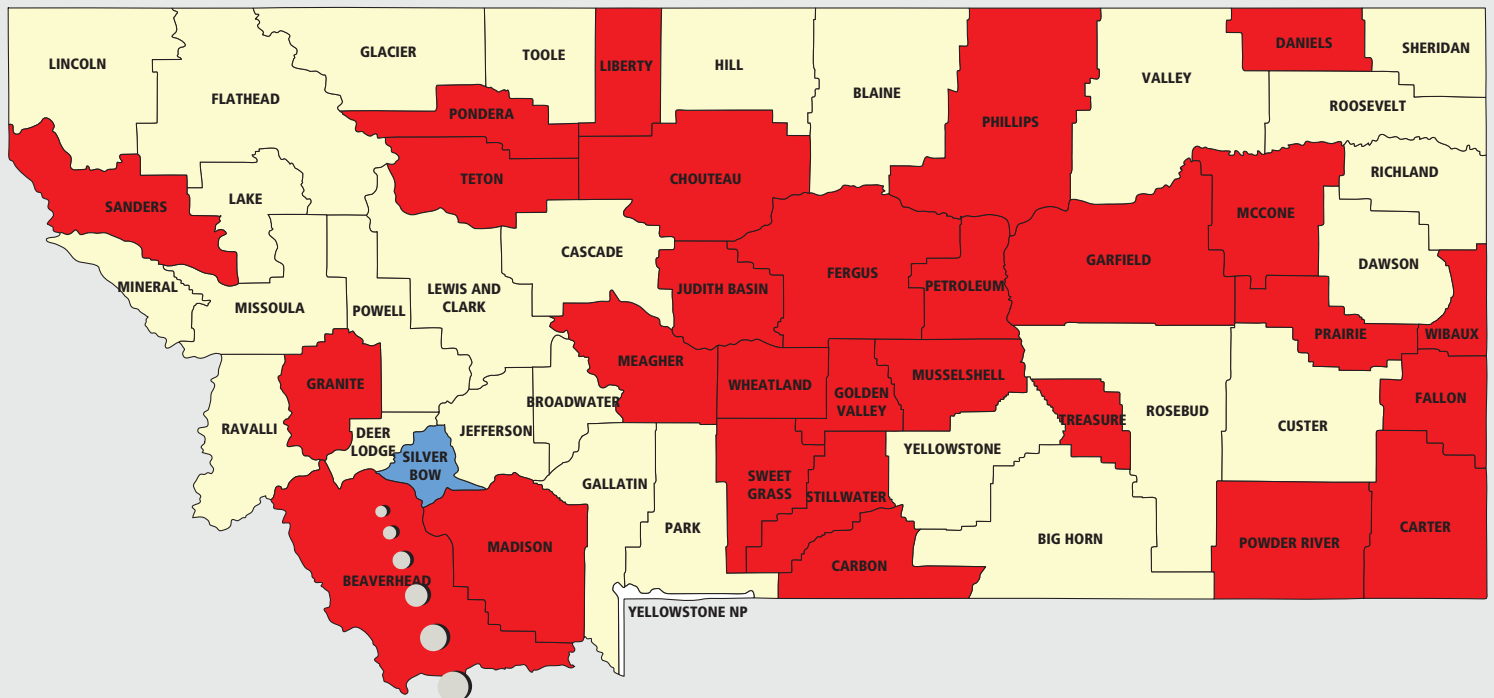 LINCOLN
FLATHEAD
GLACIER
TOOLE
LIBERTY
HILL
BLAINE
PHILLIPS
VALLEY
DANIELS
SHERIDAN
ROOSEVELT
PONDERA
TETON
CHOUTEAU
RICHLAND
SANDERS
LAKE
MCCONE
CASCADE
FERGUS
GARFIELD
DAWSON
MINERAL
MISSOULA
POWELL
LEWIS AND
CLARK
JUDITH BASIN
PETROLEUM
PRAIRIE
WIBAUX
GRANITE
MEAGHER
WHEATLAND
GOLDEN
VALLEY
MUSSELSHELL
FALLON
RAVALLI
DEER
LODGE
SILVER
BOW
JEFFERSON
BROADWATER
TREASURE
ROSEBUD
CUSTER
YELLOWSTONE
GALLATIN
PARK
SWEET
GRASS
STILLWATER
BEAVERHEAD
MADISON
CARBON
BIG HORN
POWDER RIVER
CARTER
YELLOWSTONE NP